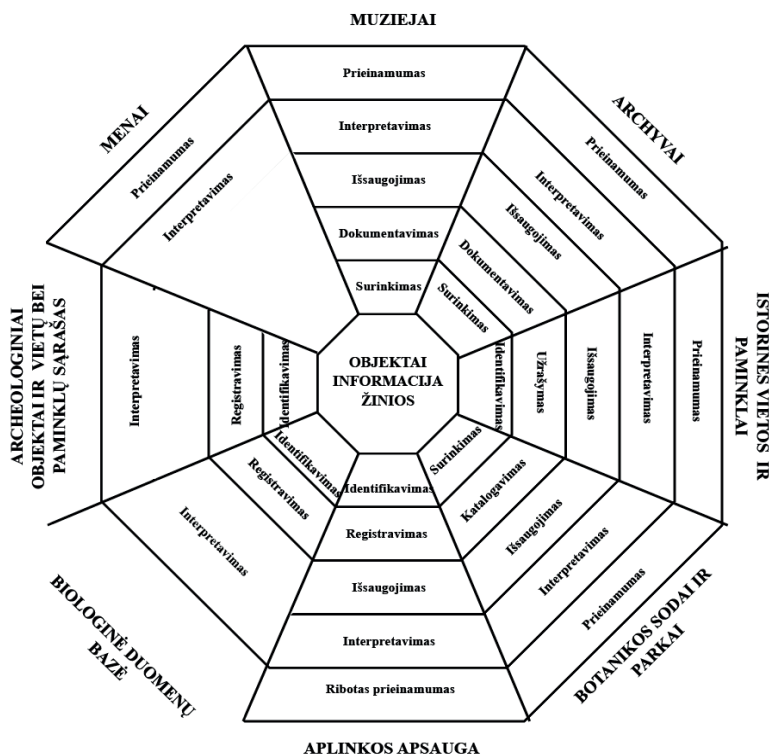 MUZIEJAI
Prieinamumas
Interpretavimas
Išsaugojimas
Dokumentavimas
Surinkimas
ARCHYVAI
Prieinamumas
Interpretavimas
Išsaugojimas
Dokumentavimas
Surinkimas
ISTORINĖS VIETOS IR
PAMINKLAI
Prieinamumas
Interpretavimas
Išsaugojimas
Užrašymas
Identifikavimas
BOTANIKOS SODAI IR
PARKAI
Prieinamumas
Interpretavimas
Išsaugojimas
Katalogavimas
Surinkimas
Identifikavimas
Registravimas
Išsaugojimas
Interpretavimas
Ribotas prieinamumas
APLINKOS APSAUGA
BIOLOGINĖ DUOMENŲ
BAZĖ
Interpretavimas
Registravimas
Identifikavimas
ARCHEOLOGINIAI
OBJEKTAI IR VIETŲ BEI
PAMINKLŲ SĄRAŠAS
Interpretavimas
Registravimas
Identifikavimas
MENAI
Prieinamumas
Interpretavimas
OBJEKTAI
INFORMACIJA
ŽINIOS